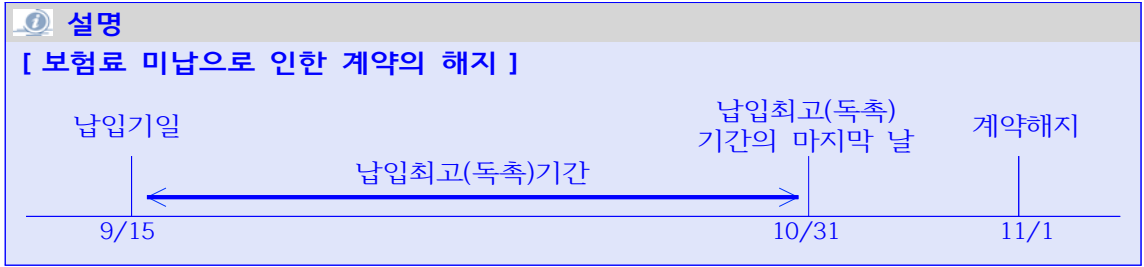 설명
[ 보험료 미납으로 인한 계약의 해지 ]
납입기일
납입최고(독촉)
기간의 마지막 날
계약해지
납입최고(독촉)기간
9/15
10/31
11/1